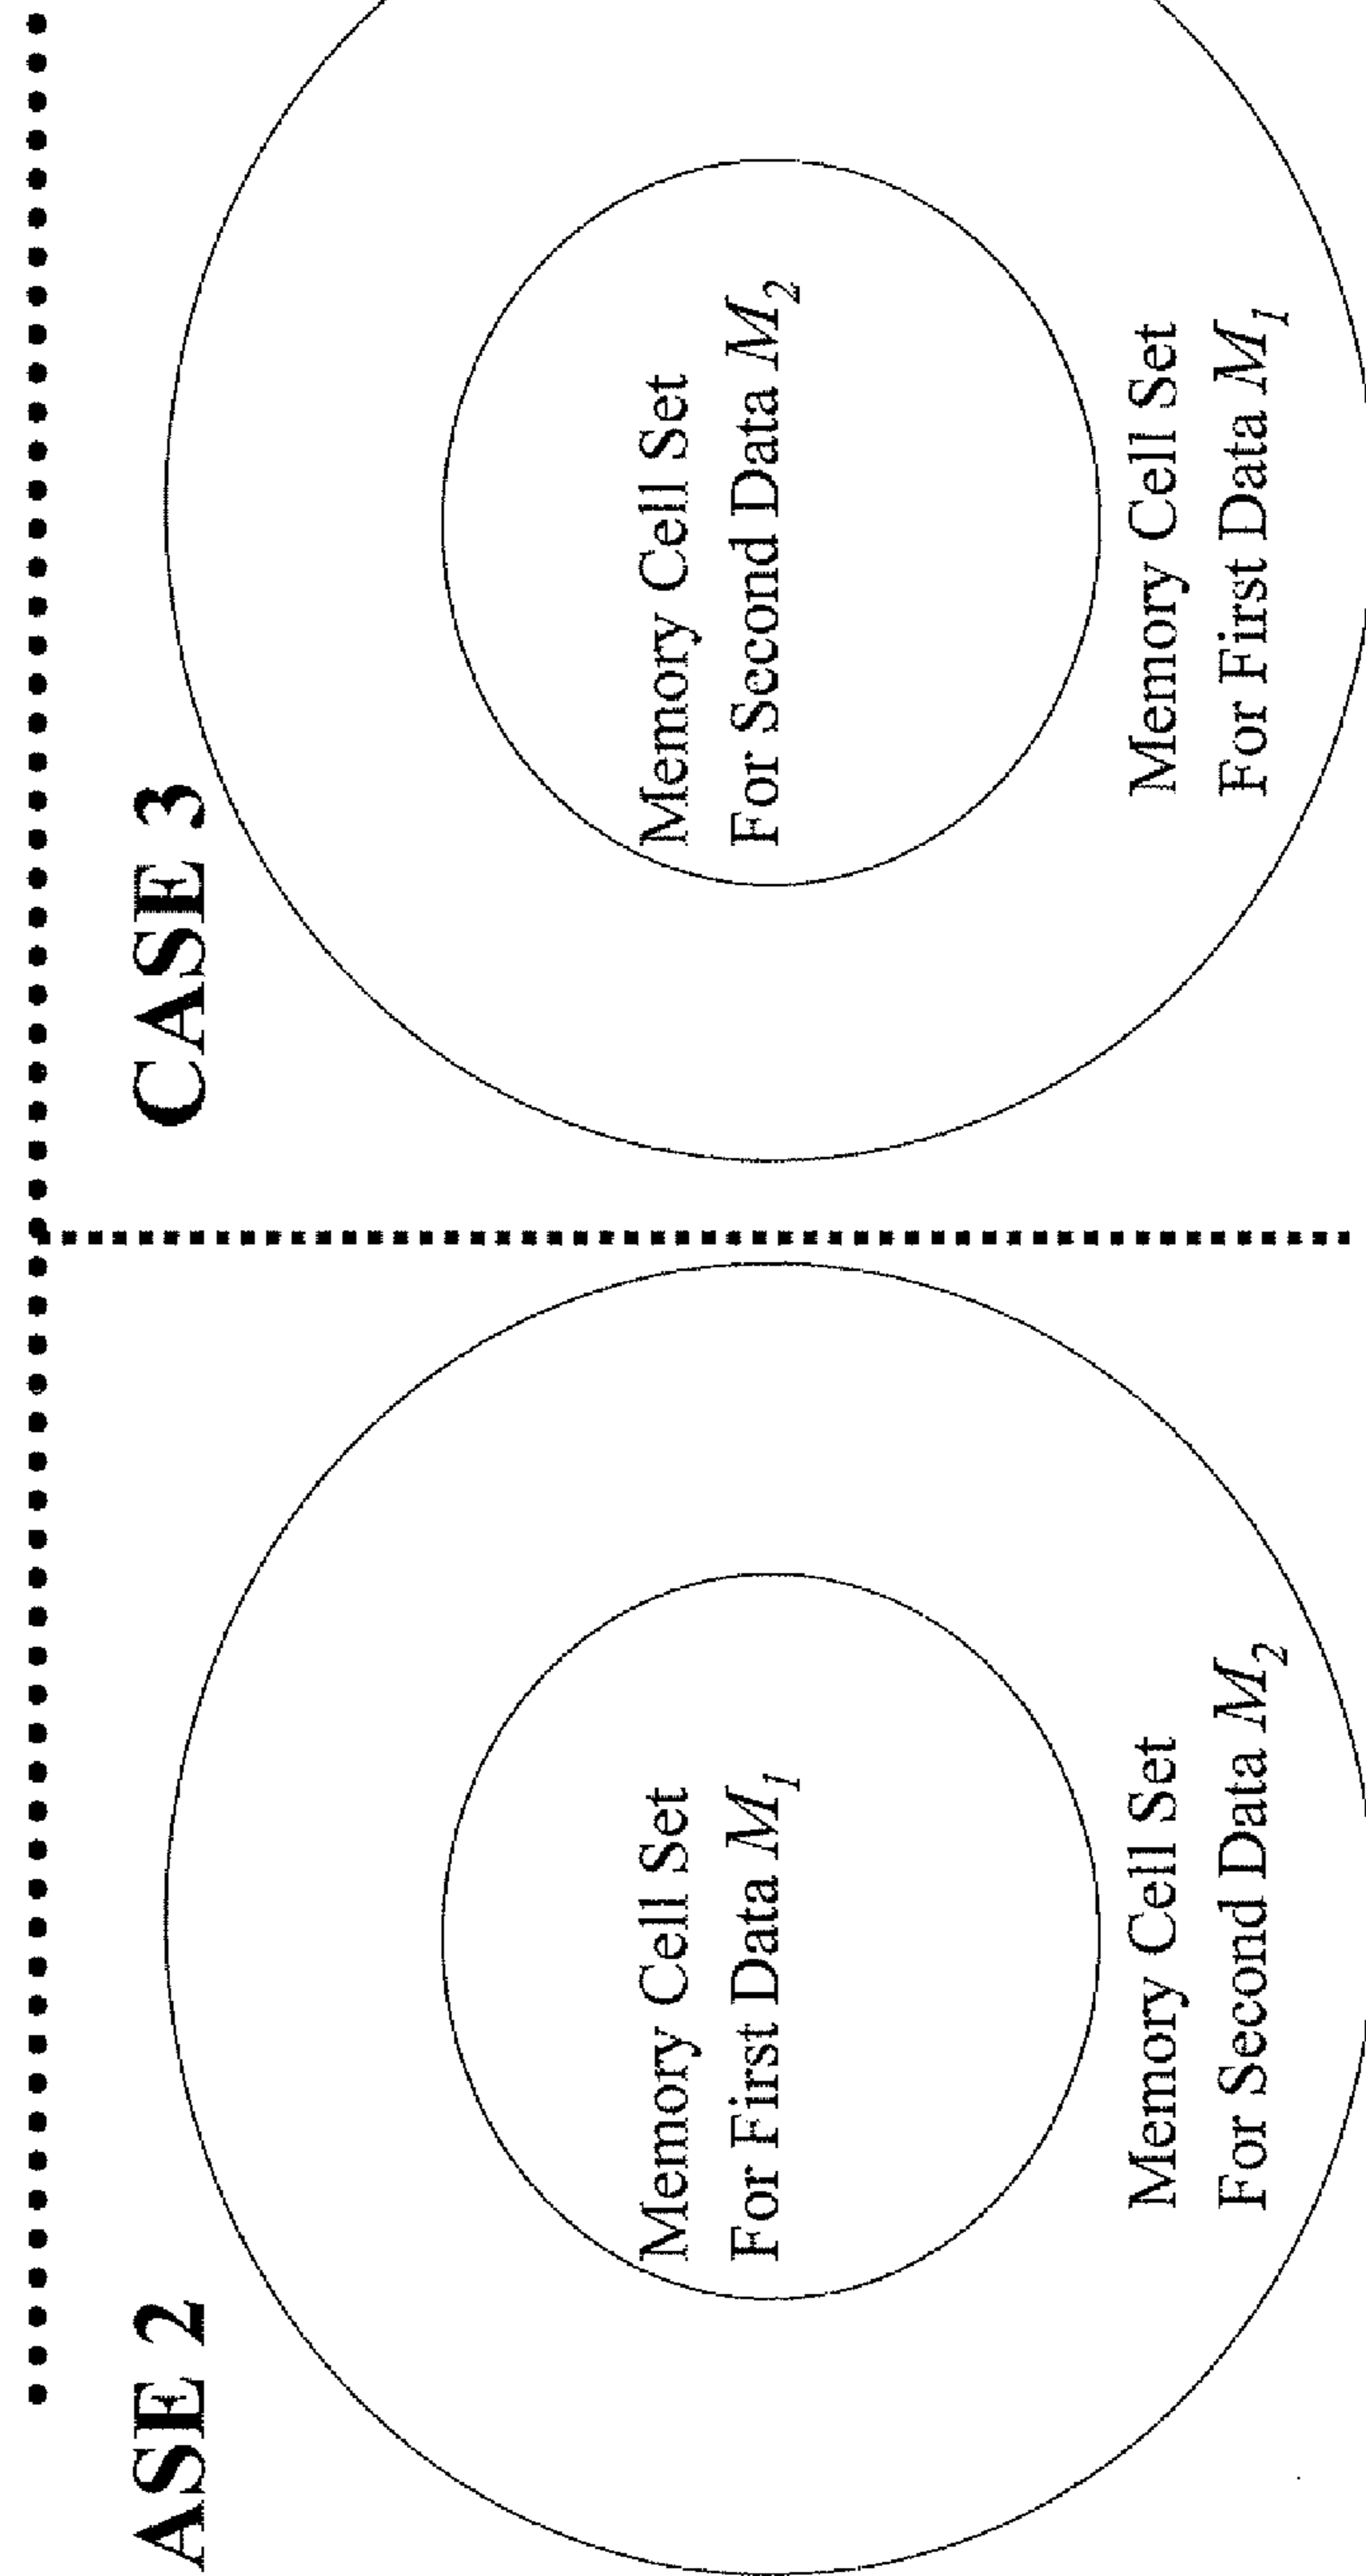 ASE 2
Memory Cell Set
For First Data M₁
Memory Cell Set
For Second Data M₂
CASE 3
Memory Cell Set
For Second Data M₂
Memory Cell Set
For First Data M₁